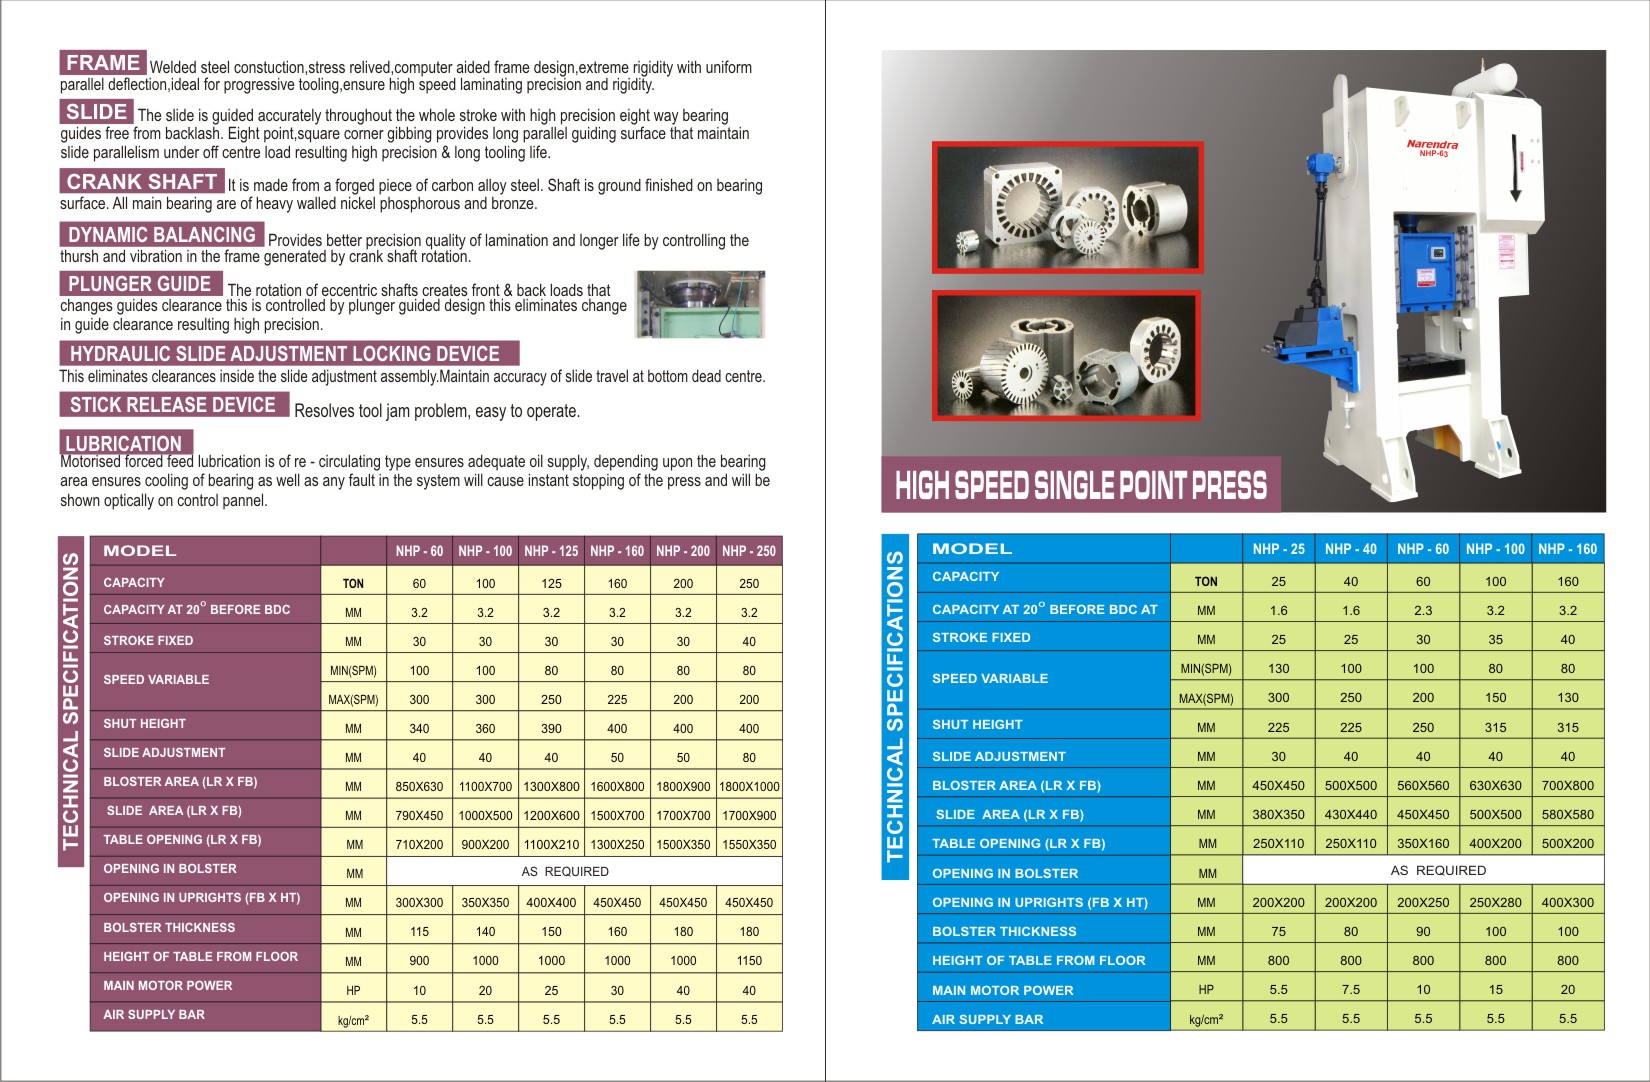 FRAME Welded steel constuction,stress relived,computer aided frame design,extreme rigidity with uniform
parallel deflection,ideal for progressive tooling,ensure high speed laminating precision and rigidity.
SLIDE The slide is guided accurately throughout the whole stroke with high precision eight way bearing
guides free from backlash. Eight point,square corner gibbing provides long parallel guiding surface that maintain
slide parallelism under off centre load resulting high precision & long tooling life.
CRANK SHAFT It is made from a forged piece of carbon alloy steel. Shaft is ground finished on bearing
surface. All main bearing are of heavy walled nickel phosphorous and bronze.
DYNAMIC BALANCING Provides better precision quality of lamination and longer life by controlling the
thursh and vibration in the frame generated by crank shaft rotation.
PLUNGER GUIDE The rotation of eccentric shafts creates front & back loads that
changes guides clearance this is controlled by plunger guided design this eliminates change
in guide clearance resulting high precision.
HYDRAULIC SLIDE ADJUSTMENT LOCKING DEVICE
This eliminates clearances inside the slide adjustment assembly.Maintain accuracy of slide travel at bottom dead centre.
STICK RELEASE DEVICE Resolves tool jam problem, easy to operate.
LUBRICATION
Motorised forced feed lubrication is of re - circulating type ensures adequate oil supply, depending upon the bearing
area ensures cooling of bearing as well as any fault in the system will cause instant stopping of the press and will be
shown optically on control pannel.
TECHNICAL SPECIFICATIONS
MODEL NHP - 60 NHP - 100 NHP - 125 NHP - 160 NHP - 200 NHP - 250
CAPACITY TON 60 100 125 160 200 250
CAPACITY AT 20° BEFORE BDC MM 3.2 3.2 3.2 3.2 3.2 3.2
STROKE FIXED MM 30 30 30 30 30 40
SPEED VARIABLE MIN(SPM) 100 100 80 80 80 80
MAX(SPM) 300 300 250 225 200 200
SHUT HEIGHT MM 340 360 390 400 400 400
SLIDE ADJUSTMENT MM 40 40 40 50 50 80
BLOSTER AREA (LR X FB) MM 850X630 1100X700 1300X800 1600X800 1800X900 1800X1000
SLIDE AREA (LR X FB) MM 790X450 1000X500 1200X600 1500X700 1700X700 1700X900
TABLE OPENING (LR X FB) MM 710X200 900X200 1100X210 1300X250 1500X350 1550X350
OPENING IN BOLSTER MM AS REQUIRED
OPENING IN UPRIGHTS (FB X HT) MM 300X300 350X350 400X400 450X450 450X450 450X450
BOLSTER THICKNESS MM 115 140 150 160 180 180
HEIGHT OF TABLE FROM FLOOR MM 900 1000 1000 1000 1000 1150
MAIN MOTOR POWER HP 10 20 25 30 40 40
AIR SUPPLY BAR kg/cm² 5.5 5.5 5.5 5.5 5.5 5.5
Narendra
NHP-63
HIGH SPEED SINGLE POINT PRESS
TECHNICAL SPECIFICATIONS
MODEL NHP - 25 NHP - 40 NHP - 60 NHP - 100 NHP - 160
CAPACITY TON 25 40 60 100 160
CAPACITY AT 20° BEFORE BDC AT MM 1.6 1.6 2.3 3.2 3.2
STROKE FIXED MM 25 25 30 35 40
SPEED VARIABLE MIN(SPM) 130 100 100 80 80
MAX(SPM) 300 250 200 150 130
SHUT HEIGHT MM 225 225 250 315 315
SLIDE ADJUSTMENT MM 30 40 40 40 40
BLOSTER AREA (LR X FB) MM 450X450 500X500 560X560 630X630 700X800
SLIDE AREA (LR X FB) MM 380X350 430X440 450X450 500X500 580X580
TABLE OPENING (LR X FB) MM 250X110 250X110 350X160 400X200 500X200
OPENING IN BOLSTER MM AS REQUIRED
OPENING IN UPRIGHTS (FB X HT) MM 200X200 200X200 200X250 250X280 400X300
BOLSTER THICKNESS MM 75 80 90 100 100
HEIGHT OF TABLE FROM FLOOR MM 800 800 800 800 800
MAIN MOTOR POWER HP 5.5 7.5 10 15 20
AIR SUPPLY BAR kg/cm² 5.5 5.5 5.5 5.5 5.5